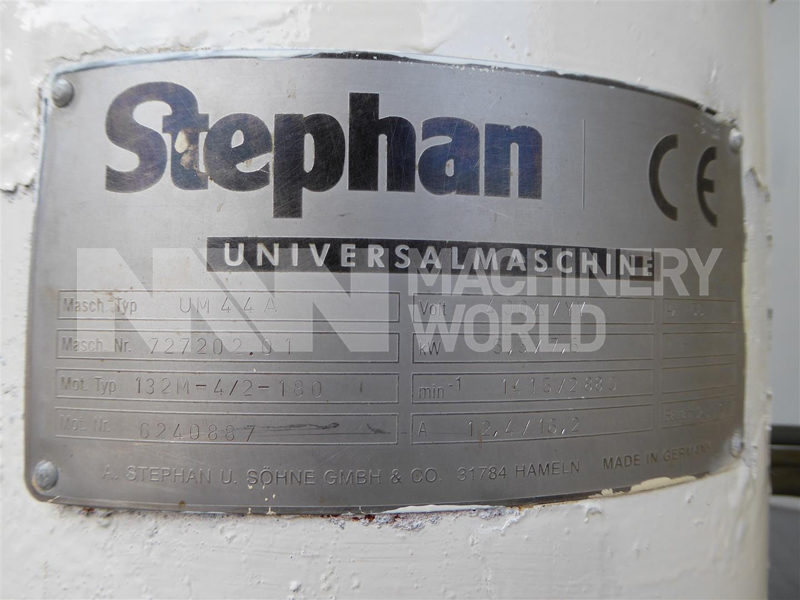 Stephan CE
UNIVERSALMASCHINE
MACHINERY
WORLD
Masch. Typ UM 44 A Volt
Masch. Nr. 727202.01 kW
Mot. Typ 132M-4/2-180 min-1
Mot. Nr. 6240887 A 12,4/16,2
A. STEPHAN U. SÖHNE GMBH & CO. 31784 HAMELN MADE IN GERMANY